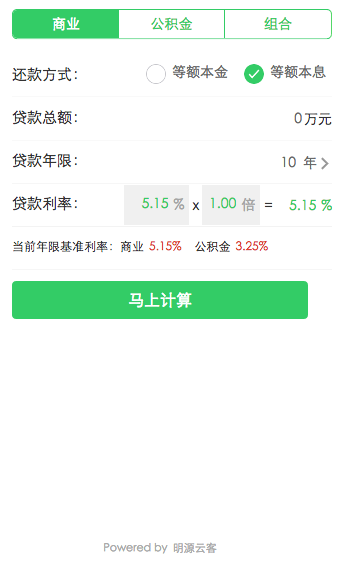 商业 公积金 组合
还款方式： 等额本金 等额本息
贷款总额： 0万元
贷款年限： 10 年
贷款利率： 5.15 % x 1.00 倍 = 5.15 %
当前年限基准利率：商业 5.15% 公积金 3.25%
马上计算
Powered by 明源云客